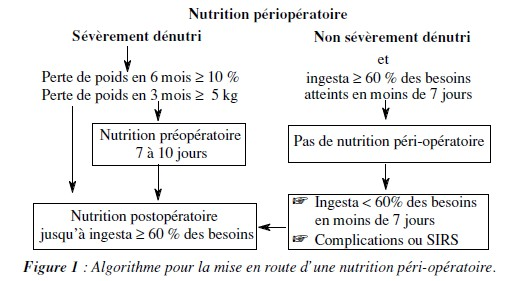 Nutrition périopératoire
Sévèrement dénutri
Perte de poids en 6 mois ≥ 10 %
Perte de poids en 3 mois ≥ 5 kg
Nutrition préopératoire
7 à 10 jours
Nutrition postopératoire
jusqu'à ingesta ≥ 60 % des besoins
Non sévèrement dénutri
et
ingesta ≥ 60 % des besoins
atteints en moins de 7 jours
Pas de nutrition péri-opératoire
☞ Ingesta < 60% des besoins
en moins de 7 jours
☞ Complications ou SIRS
Figure 1 : Algorithme pour la mise en route d'une nutrition péri-opératoire.